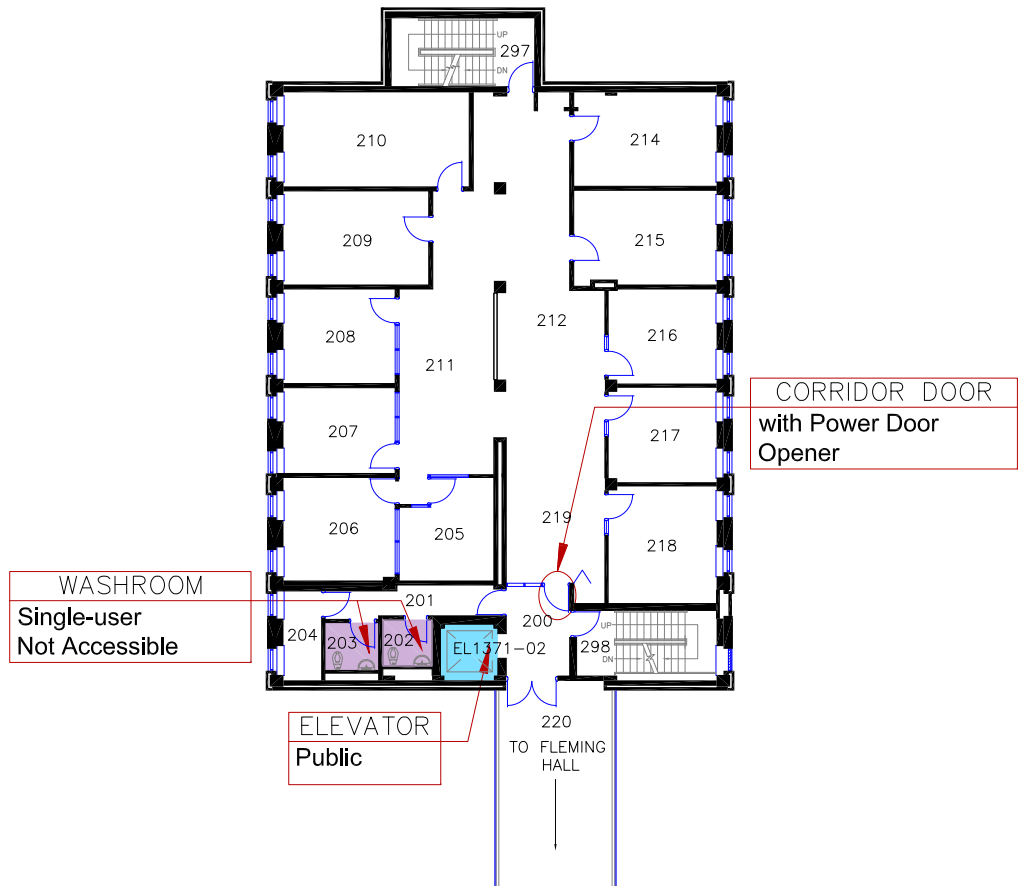 UP
297
DN
210
214
209
215
212
208
216
211
CORRIDOR DOOR
with Power Door
Opener
207
217
219
206
205
218
WASHROOM
Single-user
Not Accessible
201
200
UP
204
203
202
EL1371-02
298
DN
ELEVATOR
Public
220
TO FLEMING
HALL